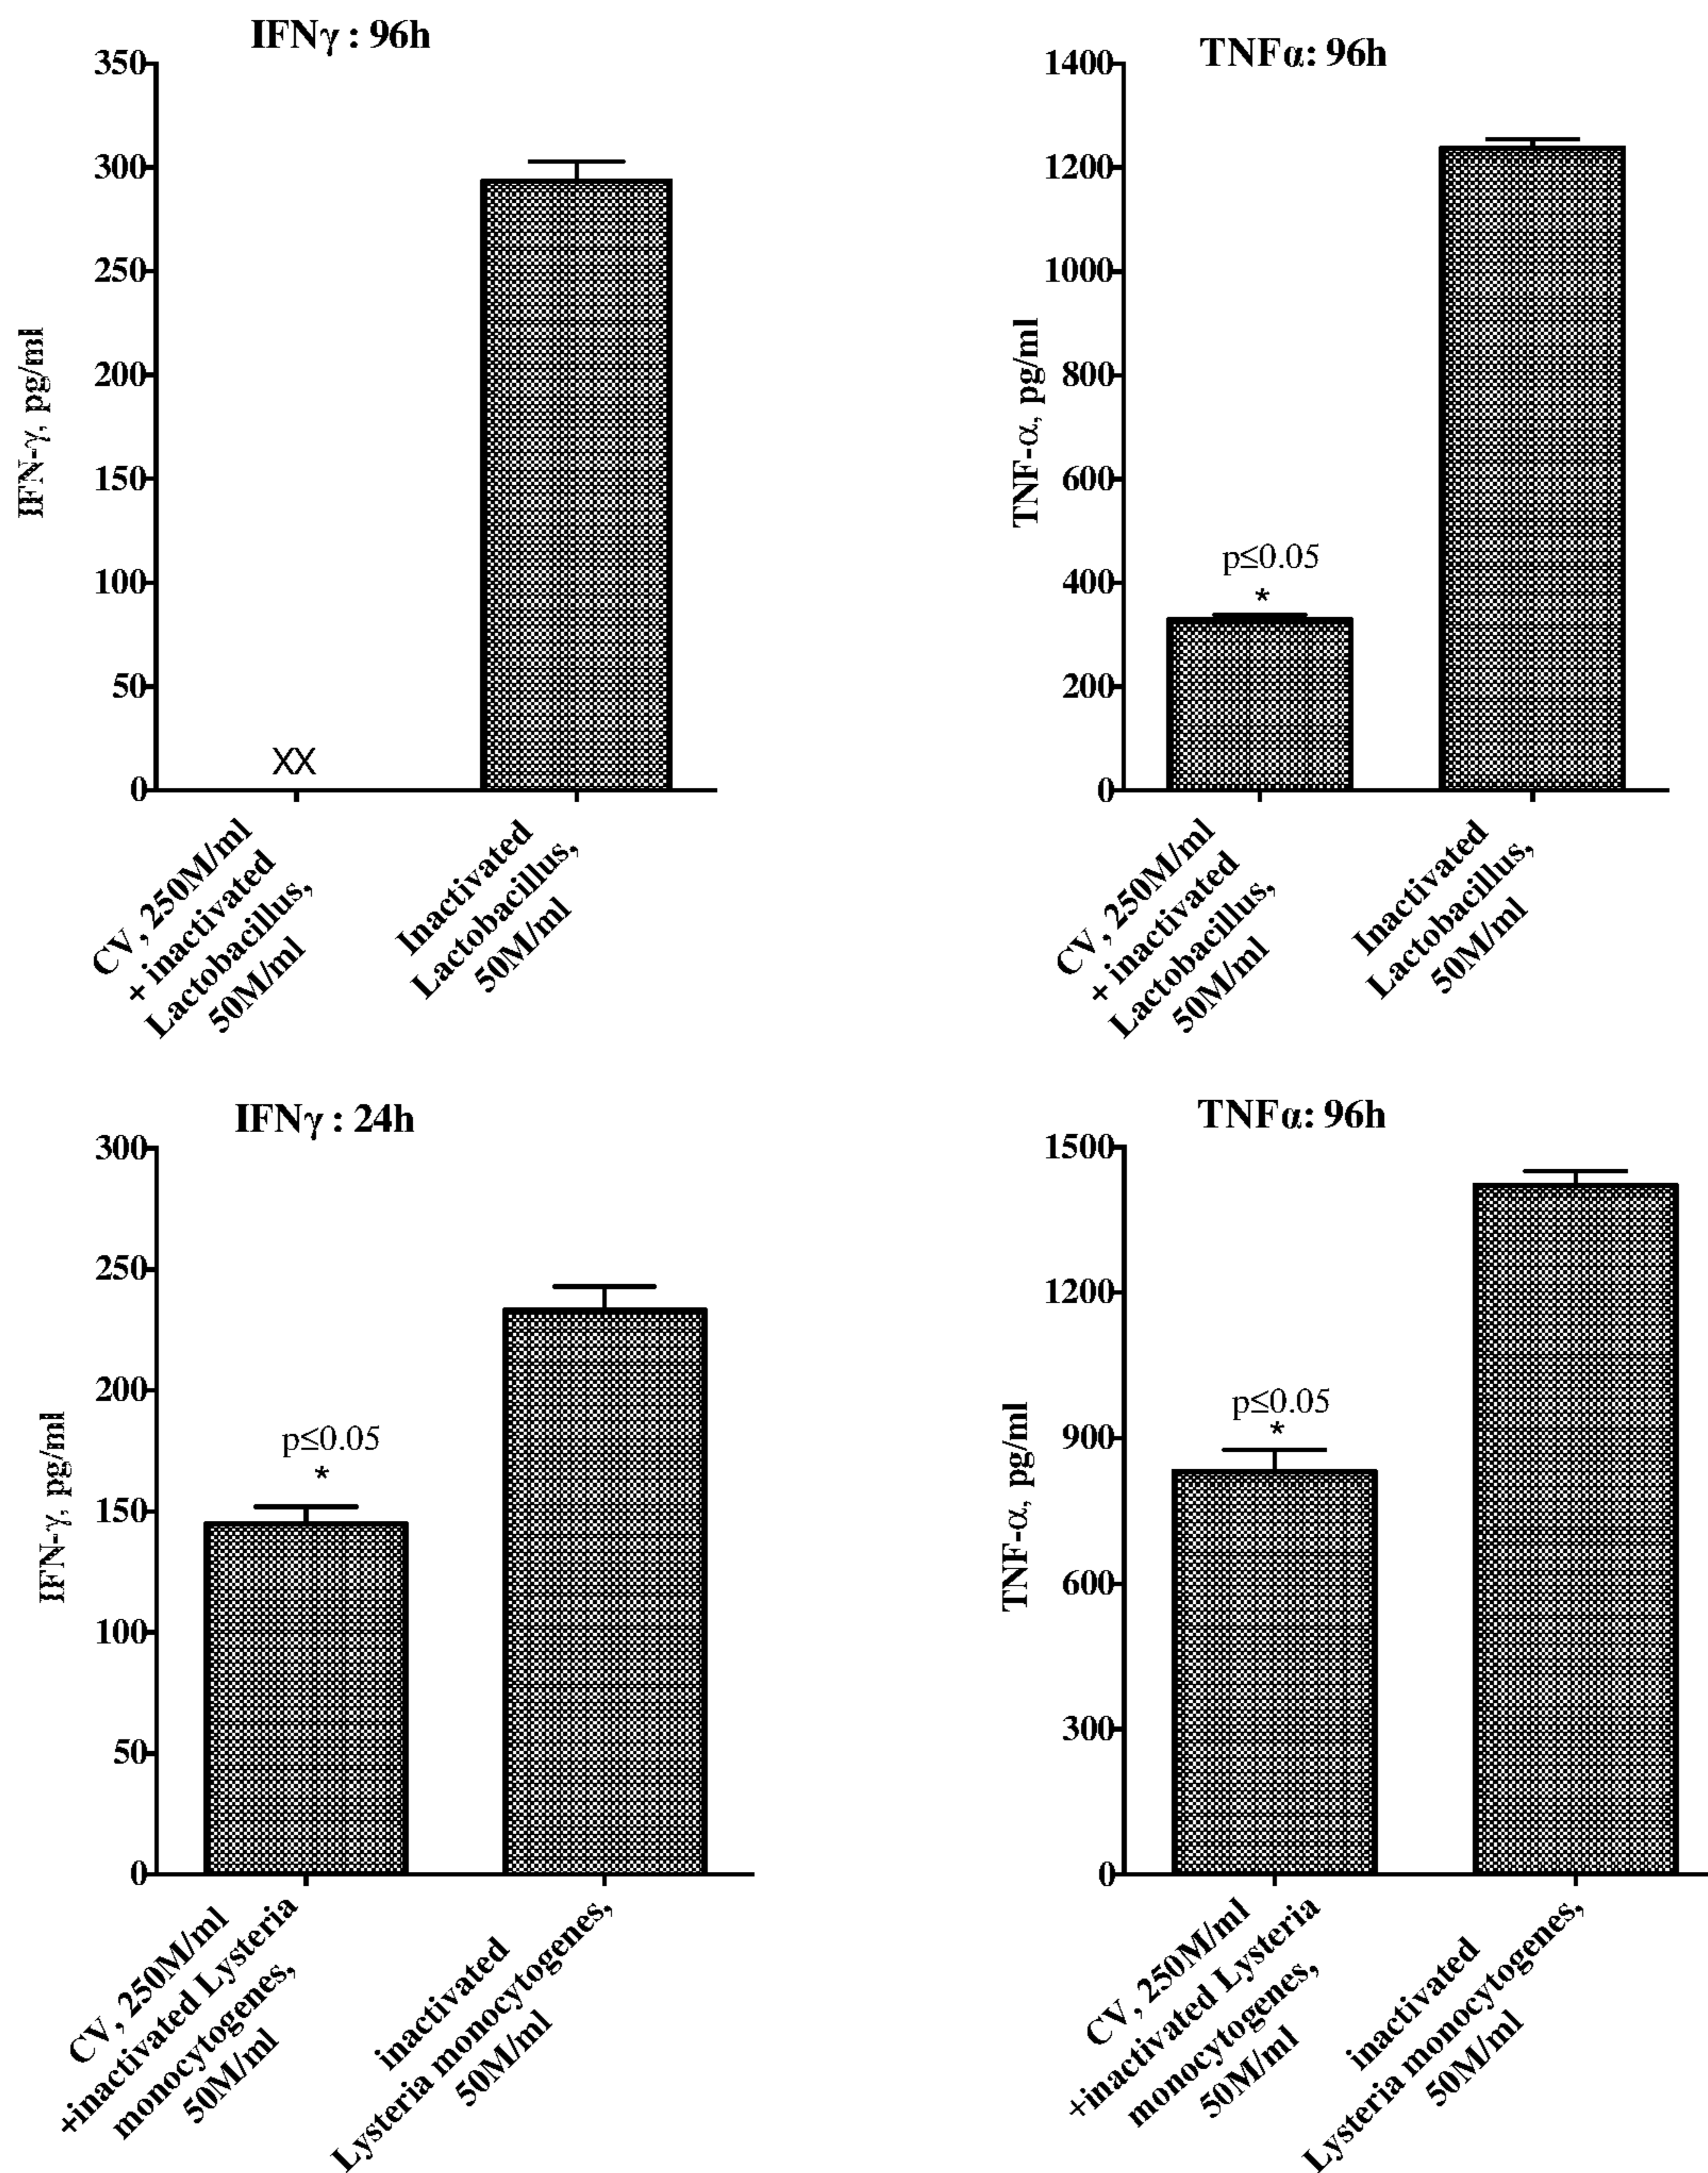 IFNγ : 96h
350
300
250
200
150
100
50
0
IFN-γ, pg/ml
XX
CV, 250M/ml
+ inactivated
Lactobacillus,
50M/ml
Inactivated
Lactobacillus,
50M/ml
TNFα: 96h
1400
1200
1000
800
600
400
200
0
TNF-α, pg/ml
p≤0.05
*
CV, 250M/ml
+ inactivated
Lactobacillus,
50M/ml
Inactivated
Lactobacillus,
50M/ml
IFNγ : 24h
300
250
200
150
100
50
0
IFN-γ, pg/ml
p≤0.05
*
CV, 250M/ml
+inactivated Lysteria
monocytogenes,
50M/ml
inactivated
Lysteria monocytogenes,
50M/ml
TNFα: 96h
1500
1200
900
600
300
0
TNF-α, pg/ml
p≤0.05
*
CV, 250M/ml
+inactivated Lysteria
monocytogenes,
50M/ml
inactivated
Lysteria monocytogenes,
50M/ml